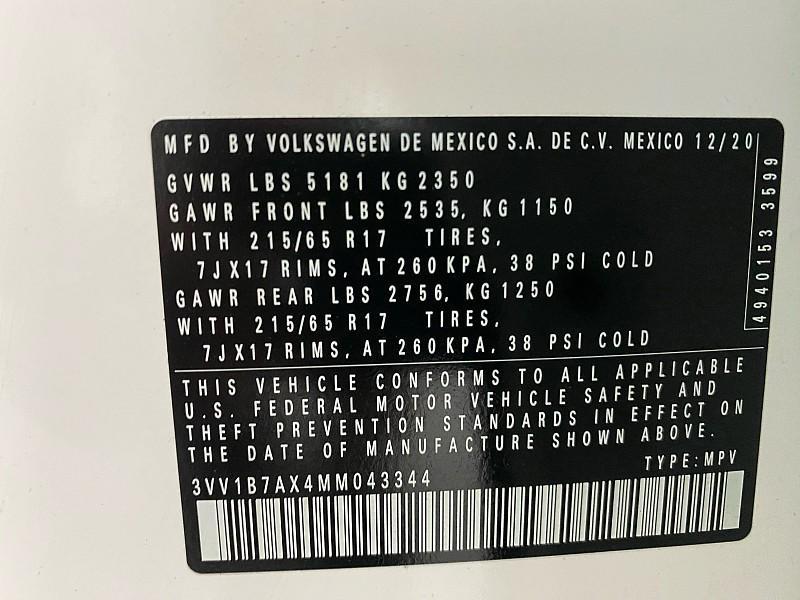 MFD BY VOLKSWAGEN DE MEXICO S.A. DE C.V. MEXICO 12/20
GVWR LBS 5181 KG 2350
GAWR FRONT LBS 2535, KG 1150
WITH 215/65 R17 TIRES,
7JX17 RIMS, AT 260 KPA, 38 PSI COLD
GAWR REAR LBS 2756, KG 1250
WITH 215/65 R17 TIRES,
7JX17 RIMS, AT 260 KPA, 38 PSI COLD
4940153 3599
THIS VEHICLE CONFORMS TO ALL APPLICABLE
U.S. FEDERAL MOTOR VEHICLE SAFETY AND
THEFT PREVENTION STANDARDS IN EFFECT ON
THE DATE OF MANUFACTURE SHOWN ABOVE.
TYPE: MPV
3VV1B7AX4MM043344